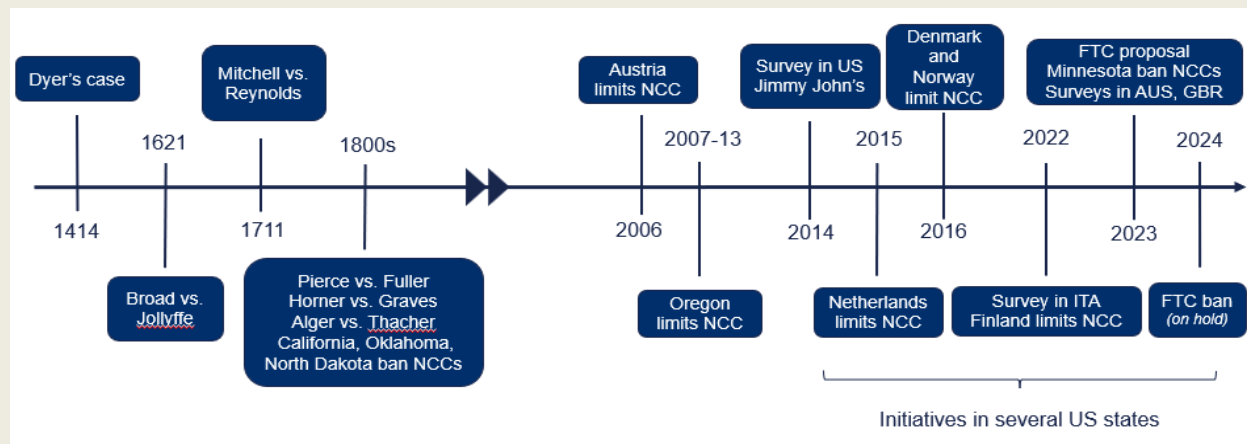 Dyer's case
1414
1621
Broad vs.
Jollyffe
Mitchell vs.
Reynolds
1711
1800s
Pierce vs. Fuller
Horner vs. Graves
Alger vs. Thacher
California, Oklahoma,
North Dakota ban NCCs
Austria
limits NCC
2006
2007-13
Oregon
limits NCC
Survey in US
Jimmy John's
2014
2015
Netherlands
limits NCC
Denmark
and
Norway
limit NCC
2016
2022
Survey in ITA
Finland limits NCC
FTC proposal
Minnesota ban NCCs
Surveys in AUS, GBR
2023
2024
FTC ban
(on hold)
Initiatives in several US states